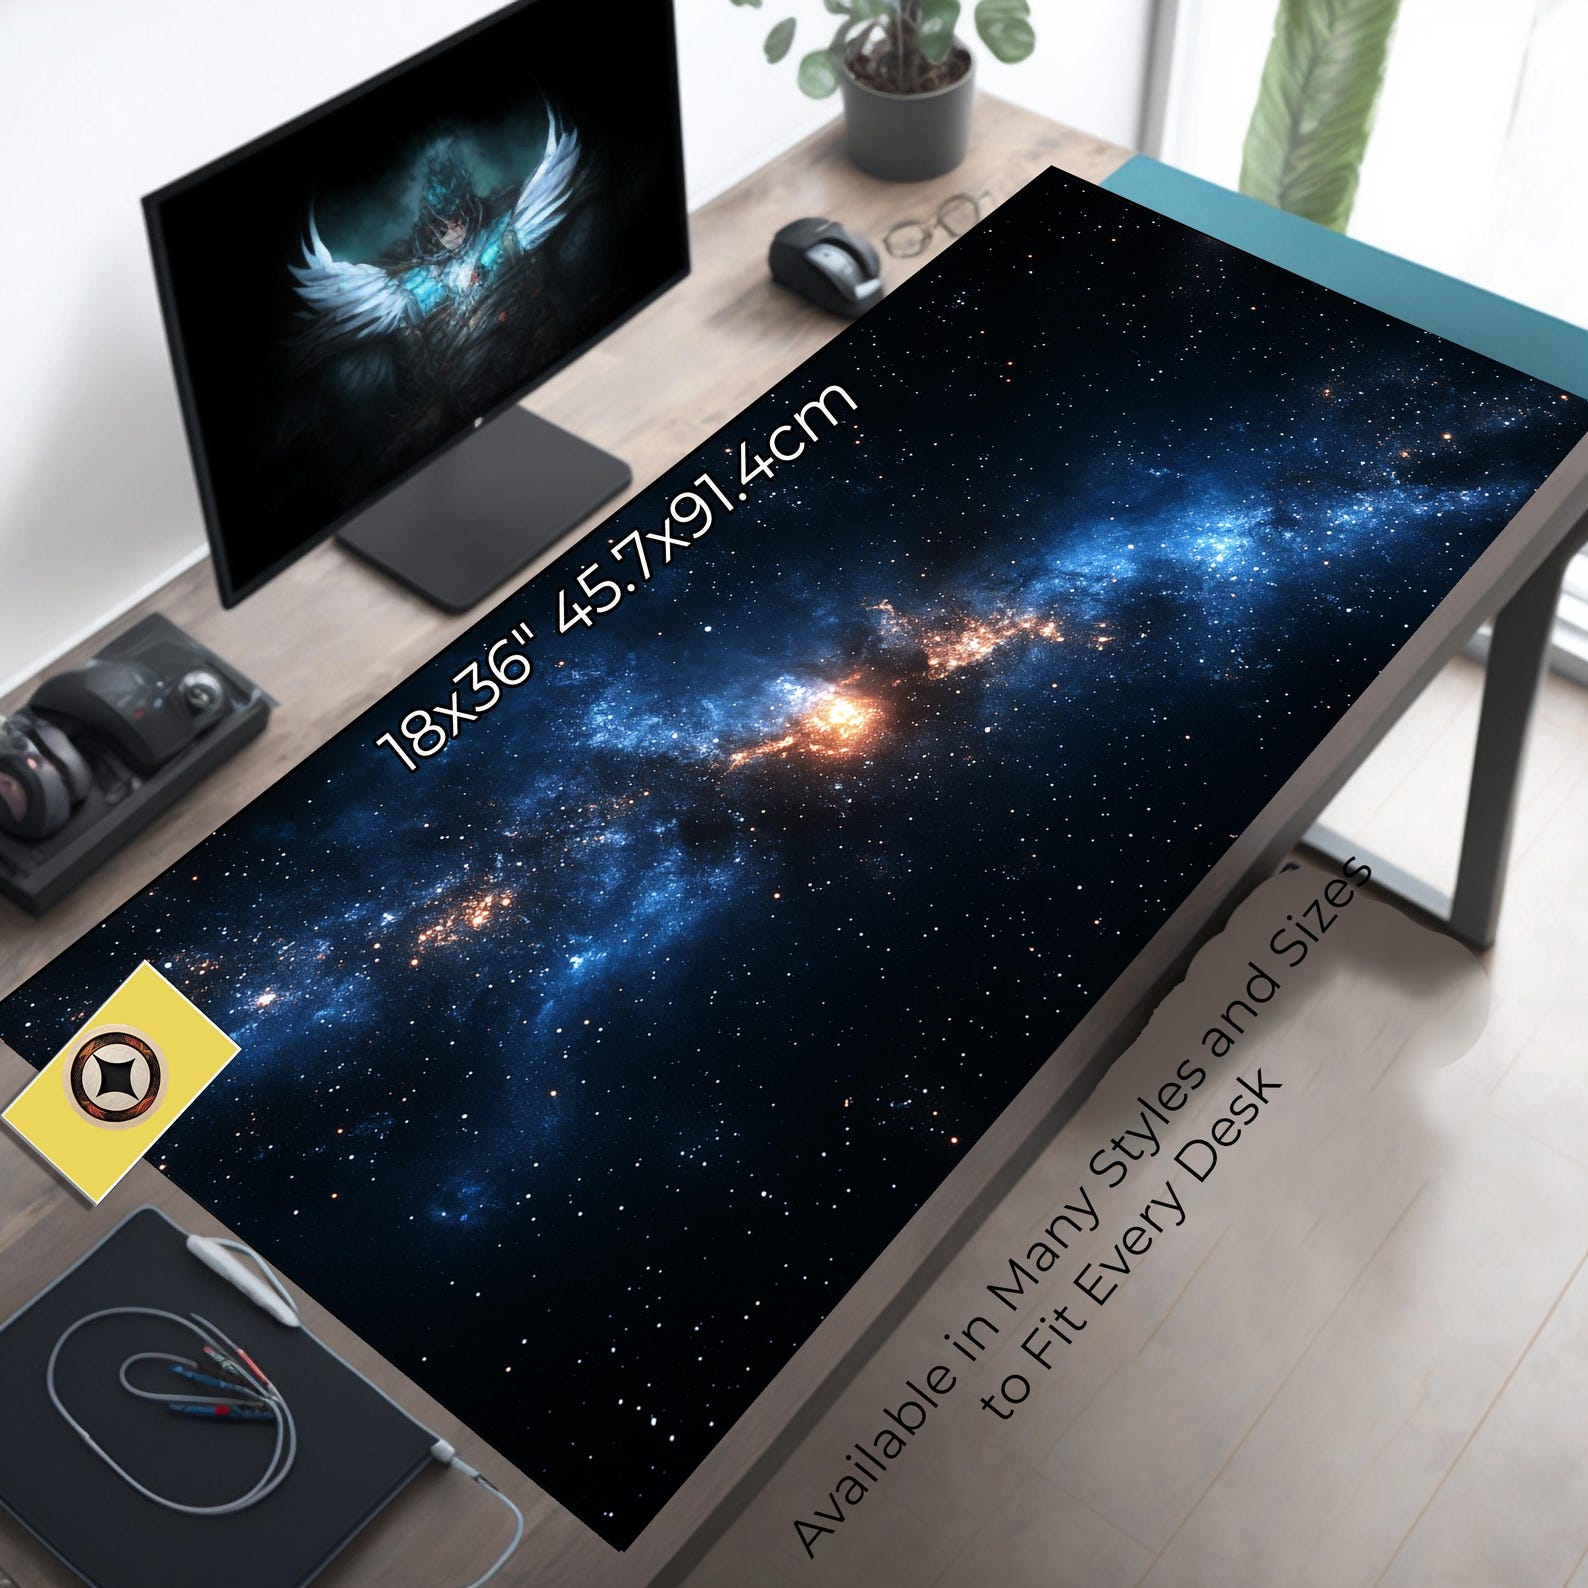 18x36" 45.7x91.4cm
Available in Many Styles and Sizes
to Fit Every Desk